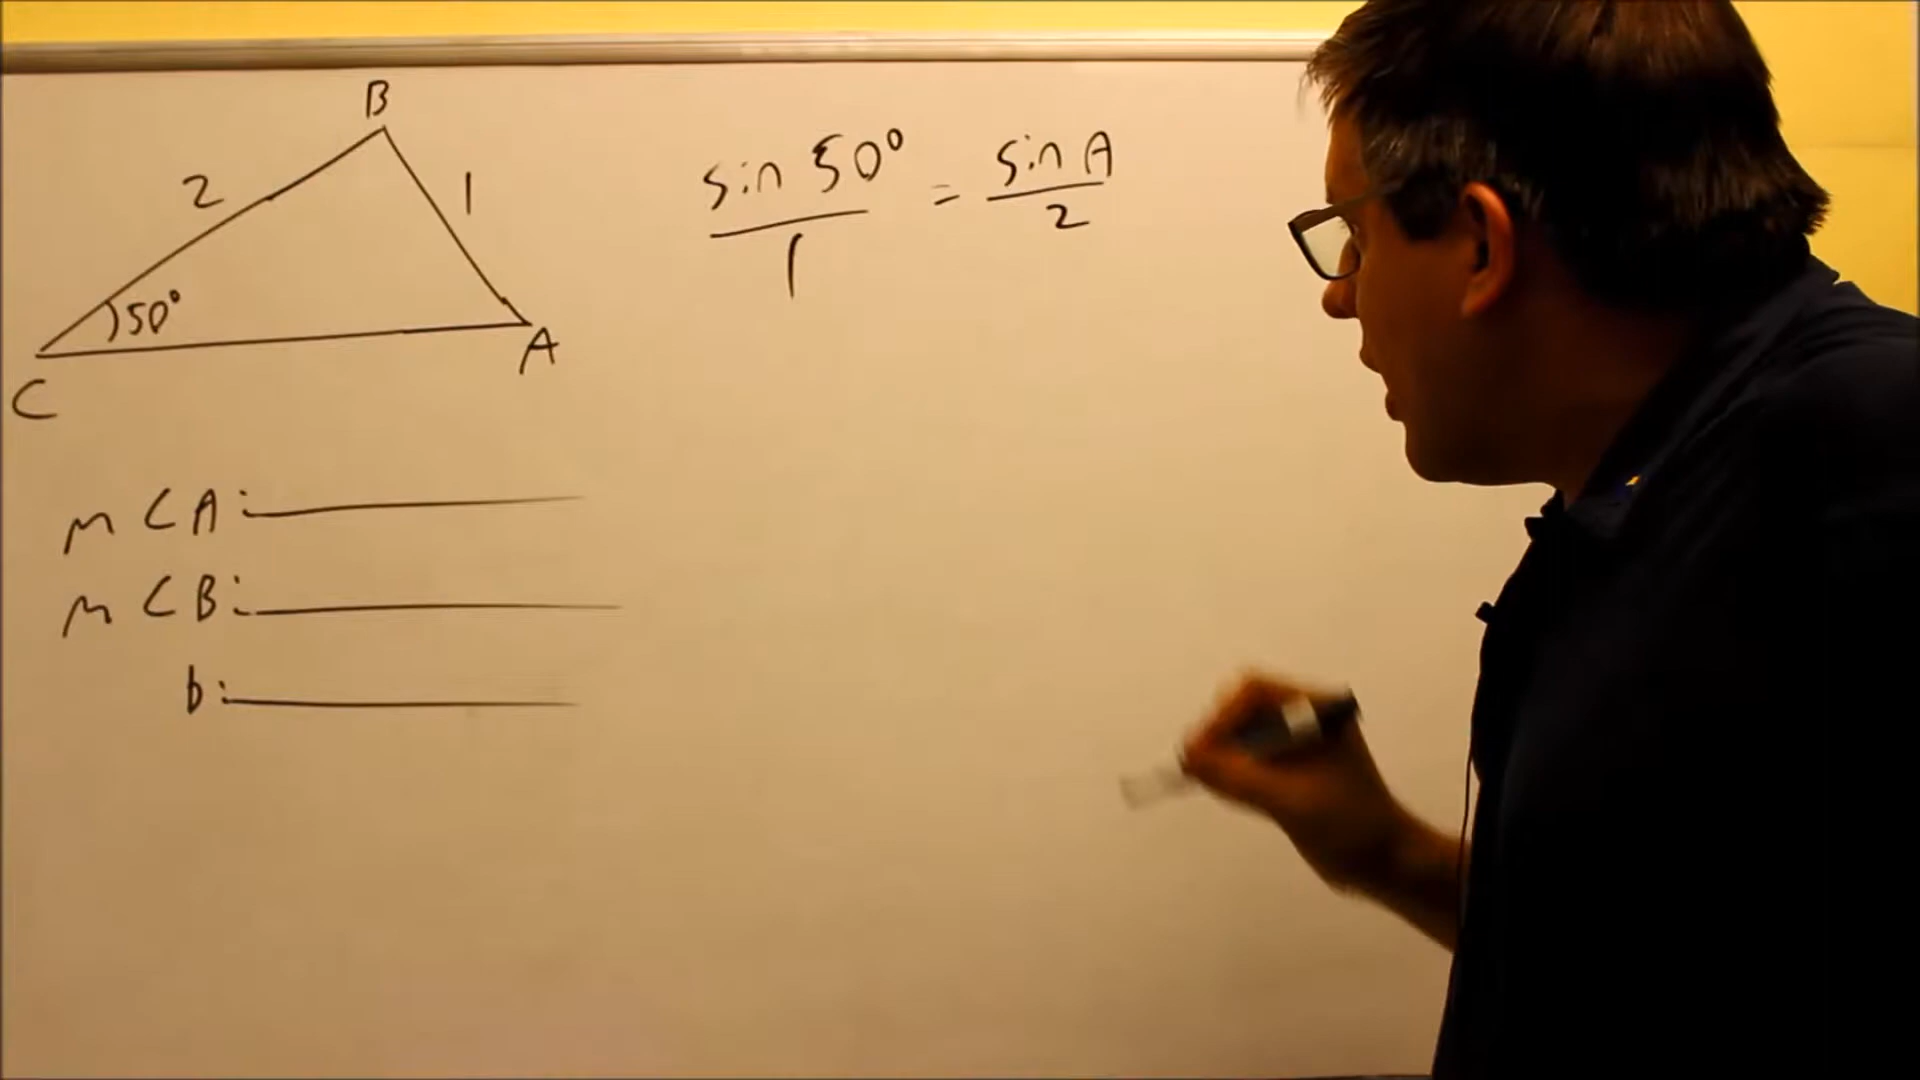 B
2
1
50°
C
A
sin 50° / 1 = sin A / 2
m < A: 
m < B: 
b: